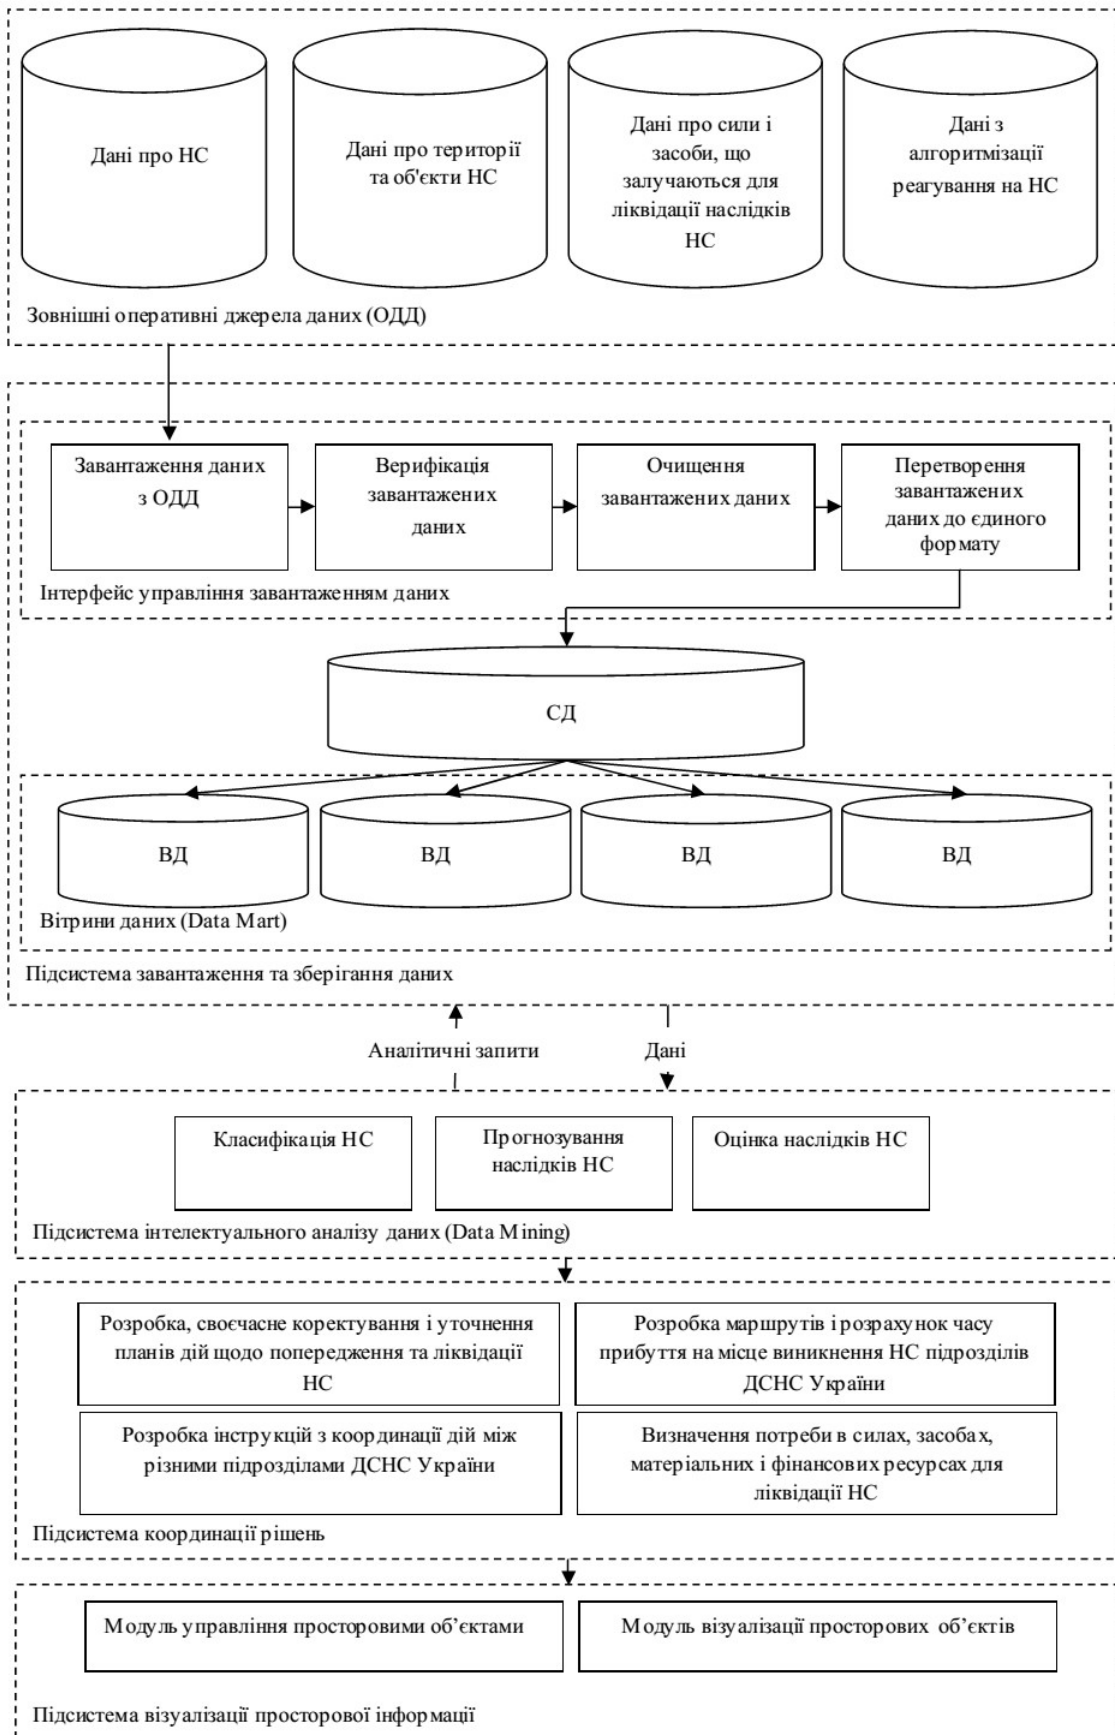 Дані про НС
Дані про території
та об'єкти НС
Дані про сили і
засоби, що
залучаються для
ліквідації наслідків
НС
Дані з
алгоритмізації
реагування на НС
Зовнішні оперативні джерела даних (ОДД)
Завантаження даних
з ОДД
Верифікація
завантажених
даних
Очищення
завантажених даних
Перетворення
завантажених
даних до єдиного
формату
Інтерфейс управління завантаженням даних
СД
ВД
ВД
ВД
ВД
Вітрини даних (Data Mart)
Підсистема завантаження та зберігання даних
Аналітичні запити
Дані
Класифікація НС
Прогнозування
наслідків НС
Оцінка наслідків НС
Підсистема інтелектуального аналізу даних (Data Mining)
Розробка, своєчасне коректування і уточнення
планів дій щодо попередження та ліквідації
НС
Розробка маршрутів і розрахунок часу
прибуття на місце виникнення НС підрозділів
ДСНС України
Розробка інструкцій з координації дій між
різними підрозділами ДСНС України
Визначення потреби в силах, засобах,
матеріальних і фінансових ресурсах для
ліквідації НС
Підсистема координації рішень
Модуль управління просторовими об’єктами
Модуль візуалізації просторових об’єктів
Підсистема візуалізації просторової інформації